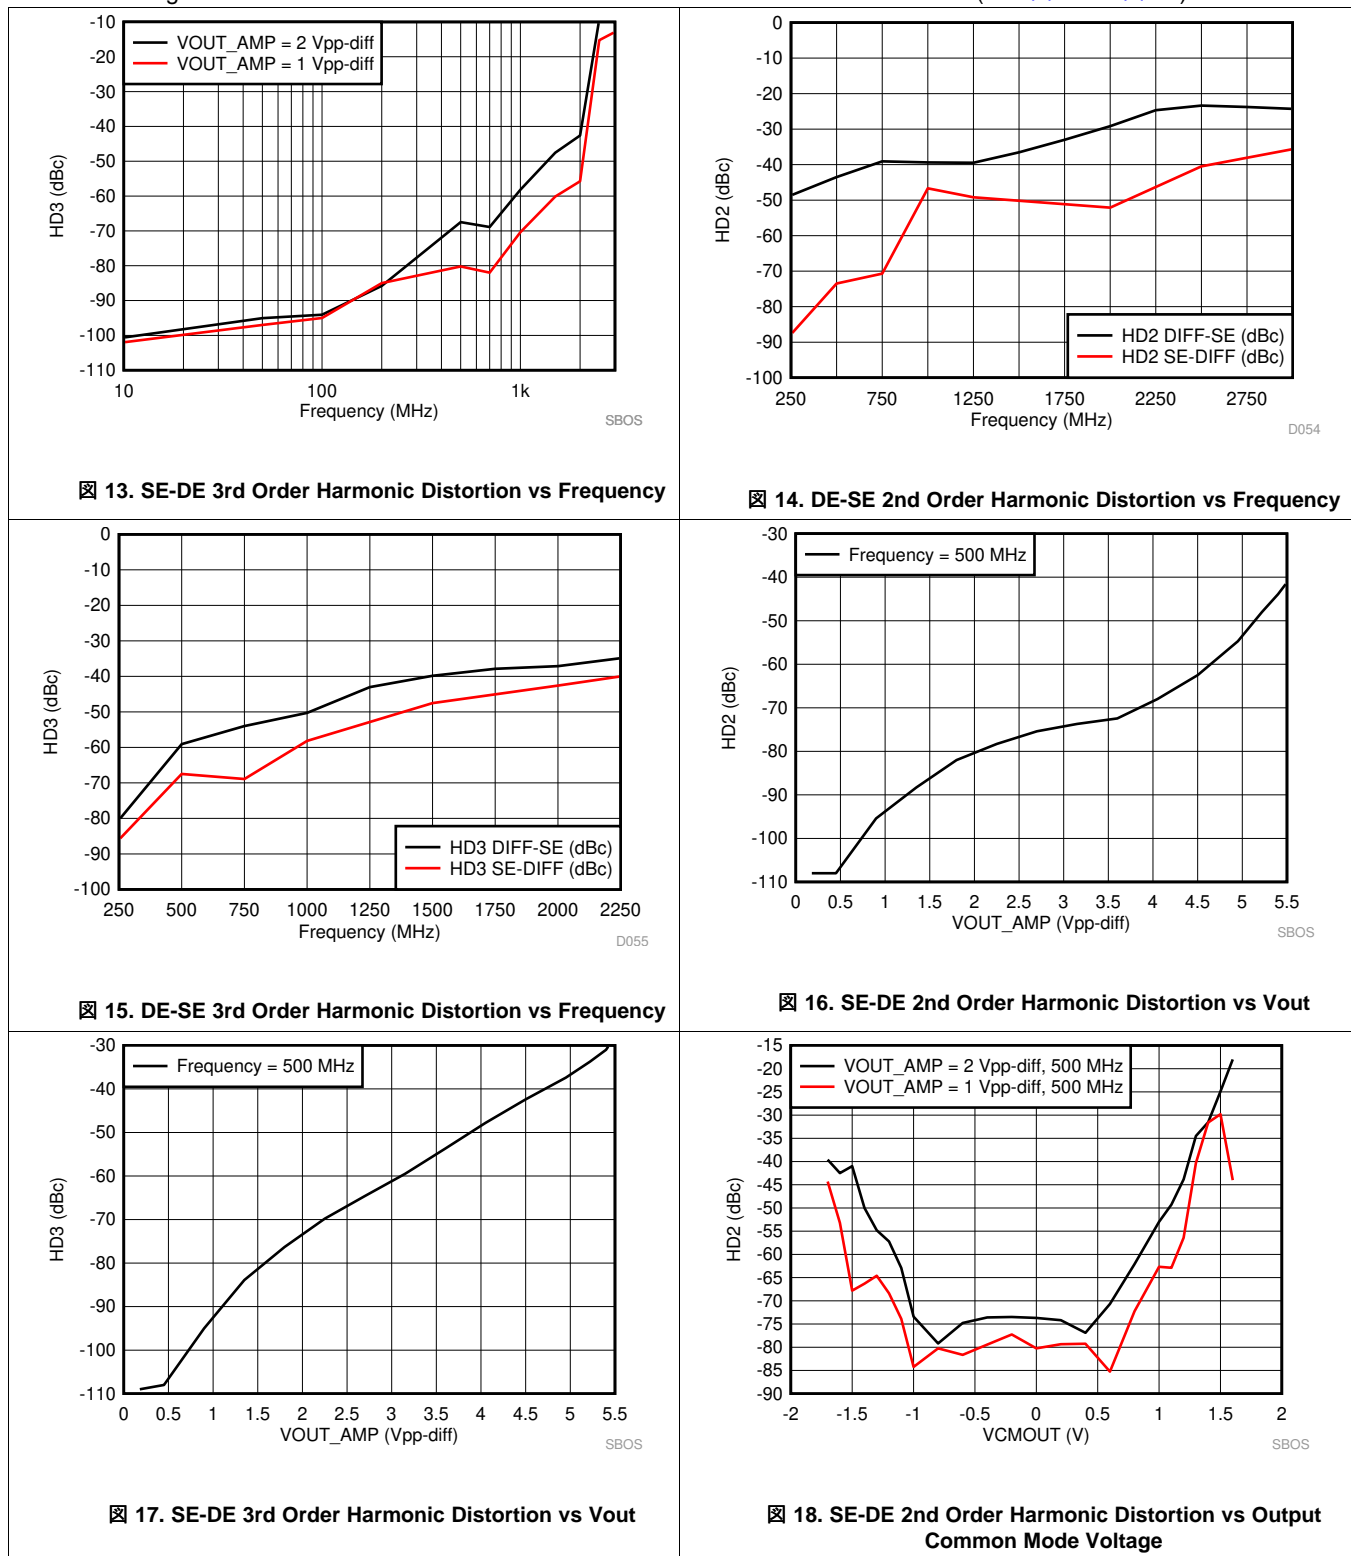 -10
-20
-30
-40
-50
-60
-70
-80
-90
-100
-110
HD3 (dBc)
VOUT_AMP = 2 Vpp-diff
VOUT_AMP = 1 Vpp-diff
10 100 1k
Frequency (MHz)
SBOS
図 13. SE-DE 3rd Order Harmonic Distortion vs Frequency
0
-10
-20
-30
-40
-50
-60
-70
-80
-90
-100
HD2 (dBc)
HD2 DIFF-SE (dBc)
HD2 SE-DIFF (dBc)
250 750 1250 1750 2250 2750
Frequency (MHz)
D054
図 14. DE-SE 2nd Order Harmonic Distortion vs Frequency
0
-10
-20
-30
-40
-50
-60
-70
-80
-90
-100
HD3 (dBc)
HD3 DIFF-SE (dBc)
HD3 SE-DIFF (dBc)
250 500 750 1000 1250 1500 1750 2000 2250
Frequency (MHz)
D055
図 15. DE-SE 3rd Order Harmonic Distortion vs Frequency
-30
-40
-50
-60
-70
-80
-90
-100
-110
HD2 (dBc)
Frequency = 500 MHz
0 0.5 1 1.5 2 2.5 3 3.5 4 4.5 5 5.5
VOUT_AMP (Vpp-diff)
SBOS
図 16. SE-DE 2nd Order Harmonic Distortion vs Vout
-30
-40
-50
-60
-70
-80
-90
-100
-110
HD3 (dBc)
Frequency = 500 MHz
0 0.5 1 1.5 2 2.5 3 3.5 4 4.5 5 5.5
VOUT_AMP (Vpp-diff)
SBOS
図 17. SE-DE 3rd Order Harmonic Distortion vs Vout
-15
-20
-25
-30
-35
-40
-45
-50
-55
-60
-65
-70
-75
-80
-85
-90
HD2 (dBc)
VOUT_AMP = 2 Vpp-diff, 500 MHz
VOUT_AMP = 1 Vpp-diff, 500 MHz
-2 -1.5 -1 -0.5 0 0.5 1 1.5 2
VCMOUT (V)
SBOS
図 18. SE-DE 2nd Order Harmonic Distortion vs Output
Common Mode Voltage